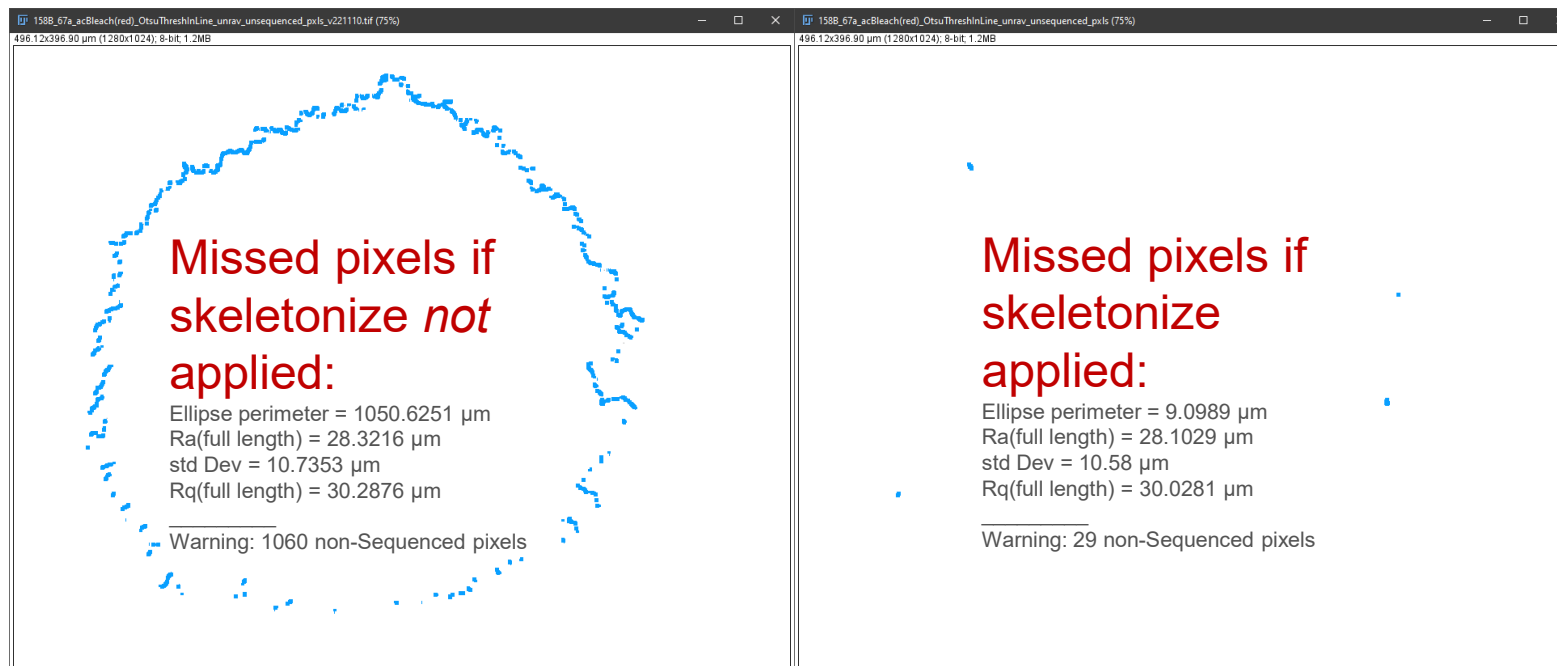 158B_67a_acBleach(red)_OtsuThreshInLine_unrav_unsequenced_pxls_v221110.tif (75%)
496.12x396.90 µm (1280x1024); 8-bit; 1.2MB
Missed pixels if
skeletonize not
applied:
Ellipse perimeter = 1050.6251 µm
Ra(full length) = 28.3216 µm
std Dev = 10.7353 µm
Rq(full length) = 30.2876 µm
_________
Warning: 1060 non-Sequenced pixels
158B_67a_acBleach(red)_OtsuThreshInLine_unrav_unsequenced_pxls (75%)
496.12x396.90 µm (1280x1024); 8-bit; 1.2MB
Missed pixels if
skeletonize
applied:
Ellipse perimeter = 9.0989 µm
Ra(full length) = 28.1029 µm
std Dev = 10.58 µm
Rq(full length) = 30.0281 µm
_________
Warning: 29 non-Sequenced pixels